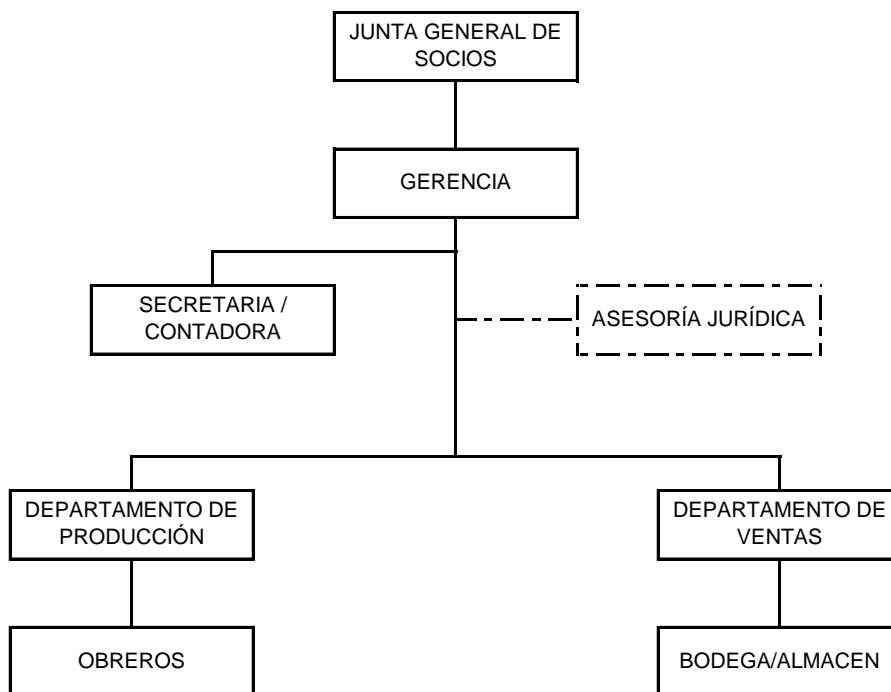 JUNTA GENERAL DE
SOCIOS
GERENCIA
SECRETARIA /
CONTADORA
ASESORÍA JURÍDICA
DEPARTAMENTO DE
PRODUCCIÓN
DEPARTAMENTO DE
VENTAS
OBREROS
BODEGA/ALMACEN